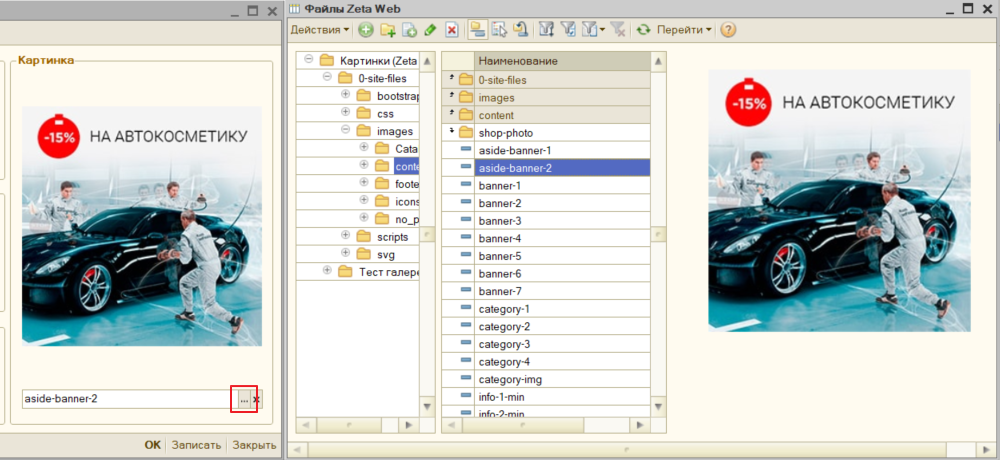 Картинка
-15%
НА АВТОКОСМЕТИКУ
aside-banner-2
...
x
OK
Записать
Закрыть
Файлы Zeta Web
Действия
Перейти
?
Картинки (Zeta
0-site-files
bootstrap
css
images
Cata
conte
foote
icons
no_p
scripts
svg
Тест галере
Наименование
0-site-files
images
content
shop-photo
aside-banner-1
aside-banner-2
banner-1
banner-2
banner-3
banner-4
banner-5
banner-6
banner-7
category-1
category-2
category-3
category-4
category-img
info-1-min
info-2-min
-15%
НА АВТОКОСМЕТИКУ